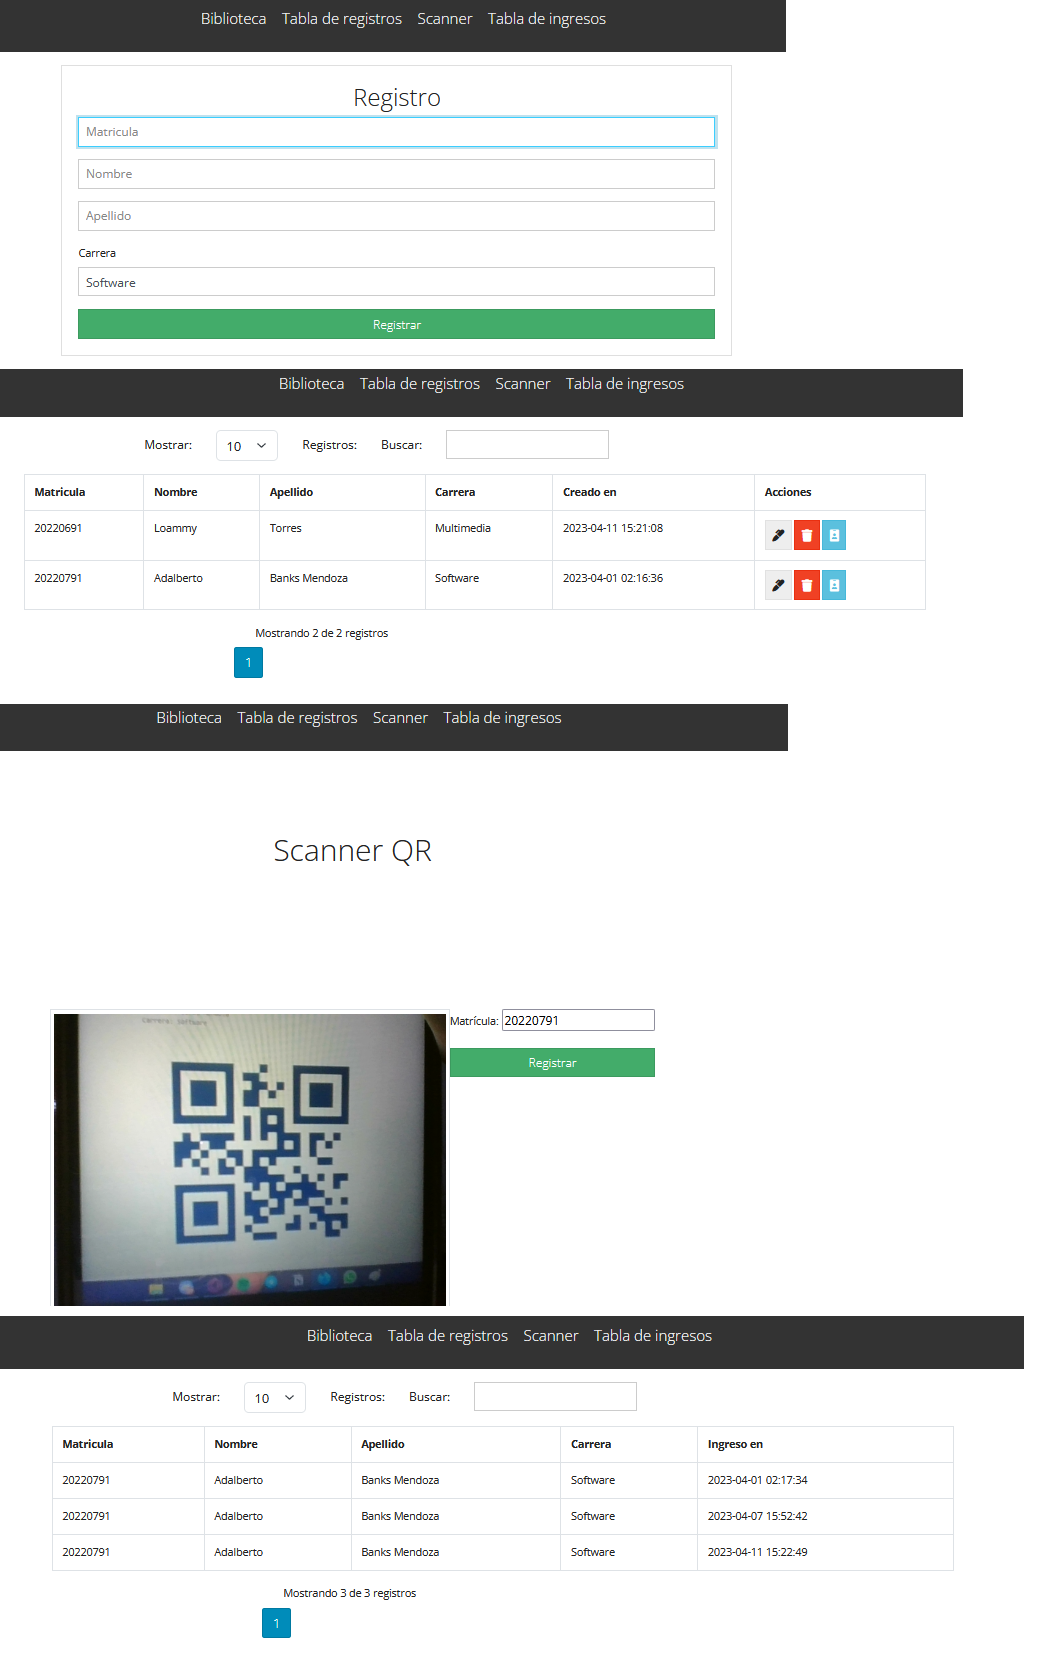 Biblioteca Tabla de registros Scanner Tabla de ingresos
Registro
Matricula
Nombre
Apellido
Carrera
Software
Registrar
Biblioteca Tabla de registros Scanner Tabla de ingresos
Mostrar: 10 Registros: Buscar:
Matricula Nombre Apellido Carrera Creado en Acciones
20220691 Loammy Torres Multimedia 2023-04-11 15:21:08
20220791 Adalberto Banks Mendoza Software 2023-04-01 02:16:36
Mostrando 2 de 2 registros
1
Biblioteca Tabla de registros Scanner Tabla de ingresos
Scanner QR
Carrera: Software
Matrícula: 20220791
Registrar
Biblioteca Tabla de registros Scanner Tabla de ingresos
Mostrar: 10 Registros: Buscar:
Matricula Nombre Apellido Carrera Ingreso en
20220791 Adalberto Banks Mendoza Software 2023-04-01 02:17:34
20220791 Adalberto Banks Mendoza Software 2023-04-07 15:52:42
20220791 Adalberto Banks Mendoza Software 2023-04-11 15:22:49
Mostrando 3 de 3 registros
1